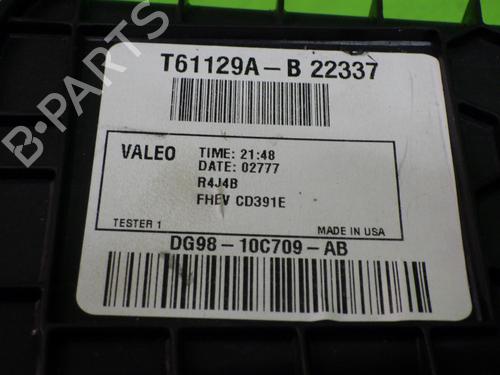 T61129A-B 22337
VALEO
TIME: 21:48
DATE: 02777
R4J4B
FHEV CD391E
TESTER 1
MADE IN USA
DG98-10C709-AB